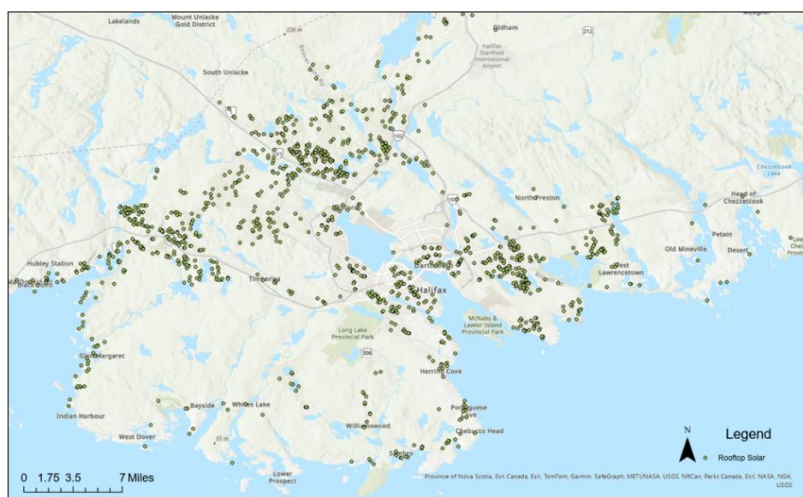 Lakelands
Mount Uniacke
Gold District
228 m
Oldham
212
Halifax
Stanfield
International
Airport
South Uniacke
102
Chezzetcook
Lake
North Preston
Head of
Chezzetcook
Hubley Station
Timberlea
Dartmouth
Halifax
West
Lawrencetown
Old Mineville
Petain
Desert
McNabs
& Lawlor Island
Provincial Park
Long Lake
Provincial Park
306
Glen Margaret
Herring Cove
Indian Harbour
Bayside
Whites Lake
Williamswood
Portuguese
Cove
Chebucto Head
West Dover
55 m
Sambro
Lower
Prospect
Legend
N
Rooftop Solar
0 1.75 3.5 7 Miles
Province of Nova Scotia, Esri Canada, Esri, TomTom, Garmin, SafeGraph, METI/NASA, USGS, NRCan, Parks Canada, Esri, NASA, NGA,
USGS